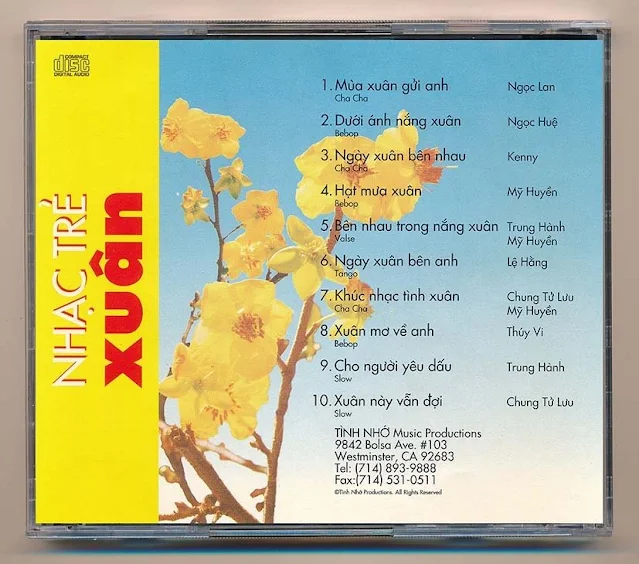 COMPACT
disc
DIGITAL AUDIO
NHẠC TRẺ
xuân
1. Mùa xuân gửi anh Ngọc Lan
Cha Cha
2. Dưới ánh nắng xuân Ngọc Huệ
Bebop
3. Ngày xuân bên nhau Kenny
Cha Cha
4. Hạt mưa xuân Mỹ Huyền
Bebop
5. Bên nhau trong nắng xuân Trung Hành
Valse Mỹ Huyền
6. Ngày xuân bên anh Lệ Hằng
Tango
7. Khúc nhạc tình xuân Chung Tử Lưu
Cha Cha Mỹ Huyền
8. Xuân mơ về anh Thúy Vi
Bebop
9. Cho người yêu dấu Trung Hành
Slow
10. Xuân này vẫn đợi Chung Tử Lưu
Slow
TÌNH NHỚ Music Productions
9842 Bolsa Ave. #103
Westminster, CA 92683
Tel: (714) 893-9888
Fax:(714) 531-0511
©Tình Nhớ Productions. All Rights Reserved